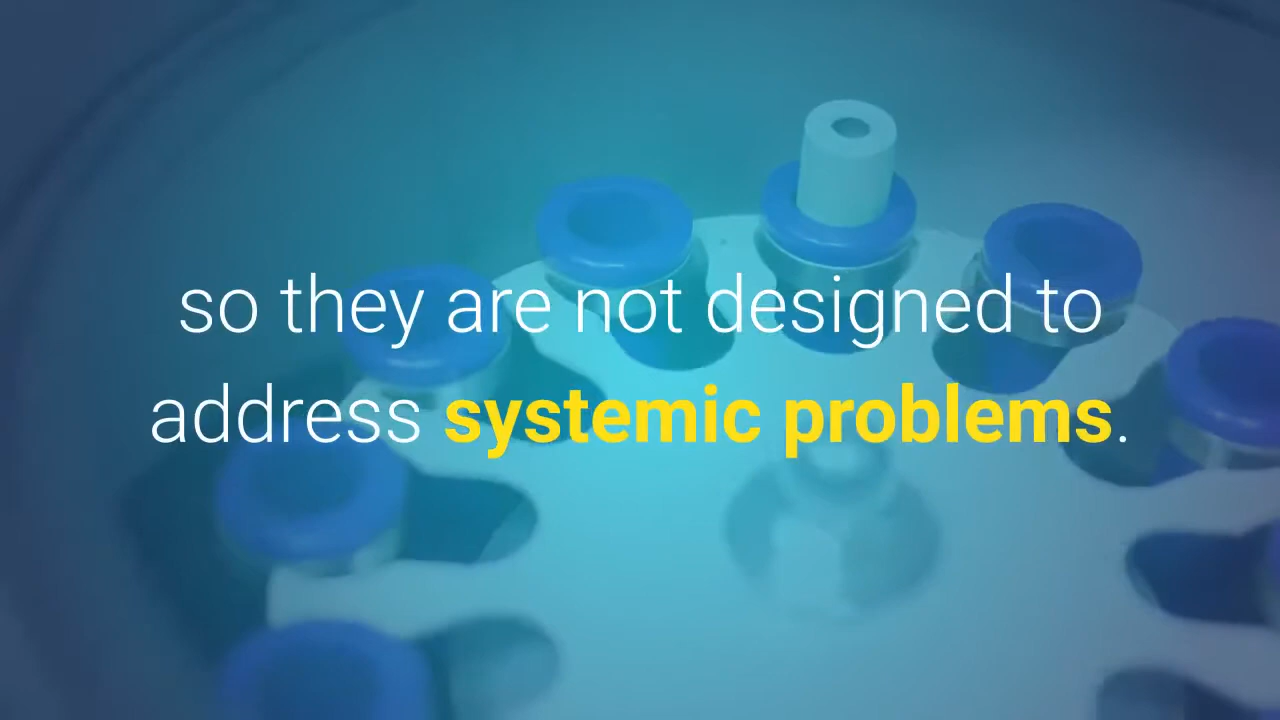 so they are not designed to
address systemic problems.